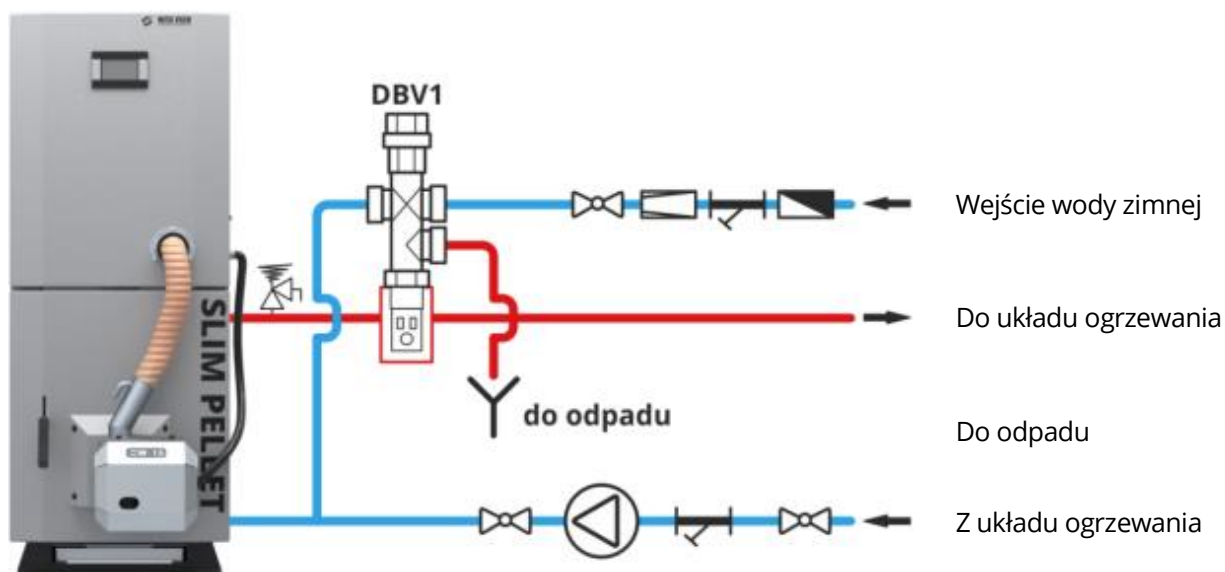 DBV1
Wejście wody zimnej
SLIM PELLET
Do układu ogrzewania
do odpadu
Do odpadu
Z układu ogrzewania